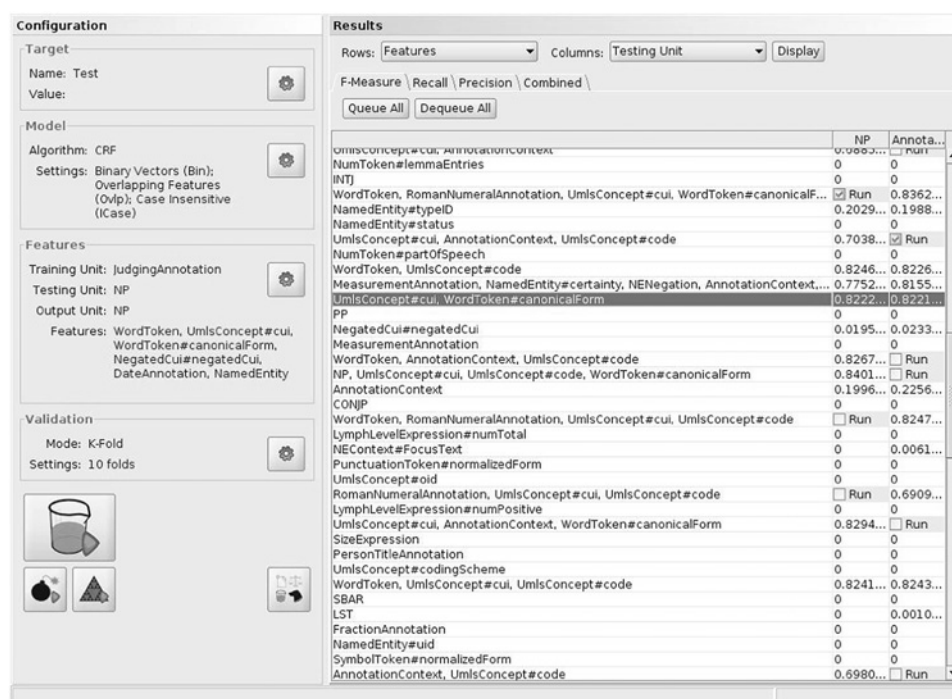 Configuration
Target
Name: Test
Value:
Model
Algorithm: CRF
Settings: Binary Vectors (Bin);
Overlapping Features
(Ovlp); Case Insensitive
(ICase)
Features
Training Unit: JudgingAnnotation
Testing Unit: NP
Output Unit: NP
Features: WordToken, UmlsConcept#cui,
WordToken#canonicalForm,
NegatedCui#negatedCui,
DateAnnotation, NamedEntity
Validation
Mode: K-Fold
Settings: 10 folds
Results
Rows: Features Columns: Testing Unit Display
F-Measure \ Recall \ Precision \ Combined \
Queue All Dequeue All
NP Annota...
UmlsConcept#cui, AnnotationContext 0.6885... Run
NumToken#lemmaEntries 0 0
INTJ 0 0
WordToken, RomanNumeralAnnotation, UmlsConcept#cui, WordToken#canonicalF... Run 0.8362...
NamedEntity#typeID 0.2029... 0.1988...
NamedEntity#status 0 0
UmlsConcept#cui, AnnotationContext, UmlsConcept#code 0.7038... Run
NumToken#partOfSpeech 0 0
WordToken, UmlsConcept#code 0.8246... 0.8226...
MeasurementAnnotation, NamedEntity#certainty, NENegation, AnnotationContext,... 0.7752... 0.8155...
UmlsConcept#cui, WordToken#canonicalForm 0.8222... 0.8221...
PP 0 0
NegatedCui#negatedCui 0.0195... 0.0233...
MeasurementAnnotation 0 0
WordToken, AnnotationContext, UmlsConcept#code 0.8267... Run
NP, UmlsConcept#cui, UmlsConcept#code, WordToken#canonicalForm 0.8401... Run
AnnotationContext 0.1996... 0.2256...
CONJP 0 0
WordToken, RomanNumeralAnnotation, UmlsConcept#cui, UmlsConcept#code Run 0.8247...
LymphLevelExpression#numTotal 0 0
NEContext#FocusText 0 0.0061...
PunctuationToken#normalizedForm 0 0
UmlsConcept#oid 0 0
RomanNumeralAnnotation, UmlsConcept#cui, UmlsConcept#code Run 0.6909...
LymphLevelExpression#numPositive 0 0
UmlsConcept#cui, AnnotationContext, WordToken#canonicalForm 0.8294... Run
SizeExpression 0 0
PersonTitleAnnotation 0 0
UmlsConcept#codingScheme 0 0
WordToken, UmlsConcept#cui, UmlsConcept#code 0.8241... 0.8243...
SBAR 0 0
LST 0 0.0010...
FractionAnnotation 0 0
NamedEntity#uid 0 0
SymbolToken#normalizedForm 0 0
AnnotationContext, UmlsConcept#code 0.6980... Run